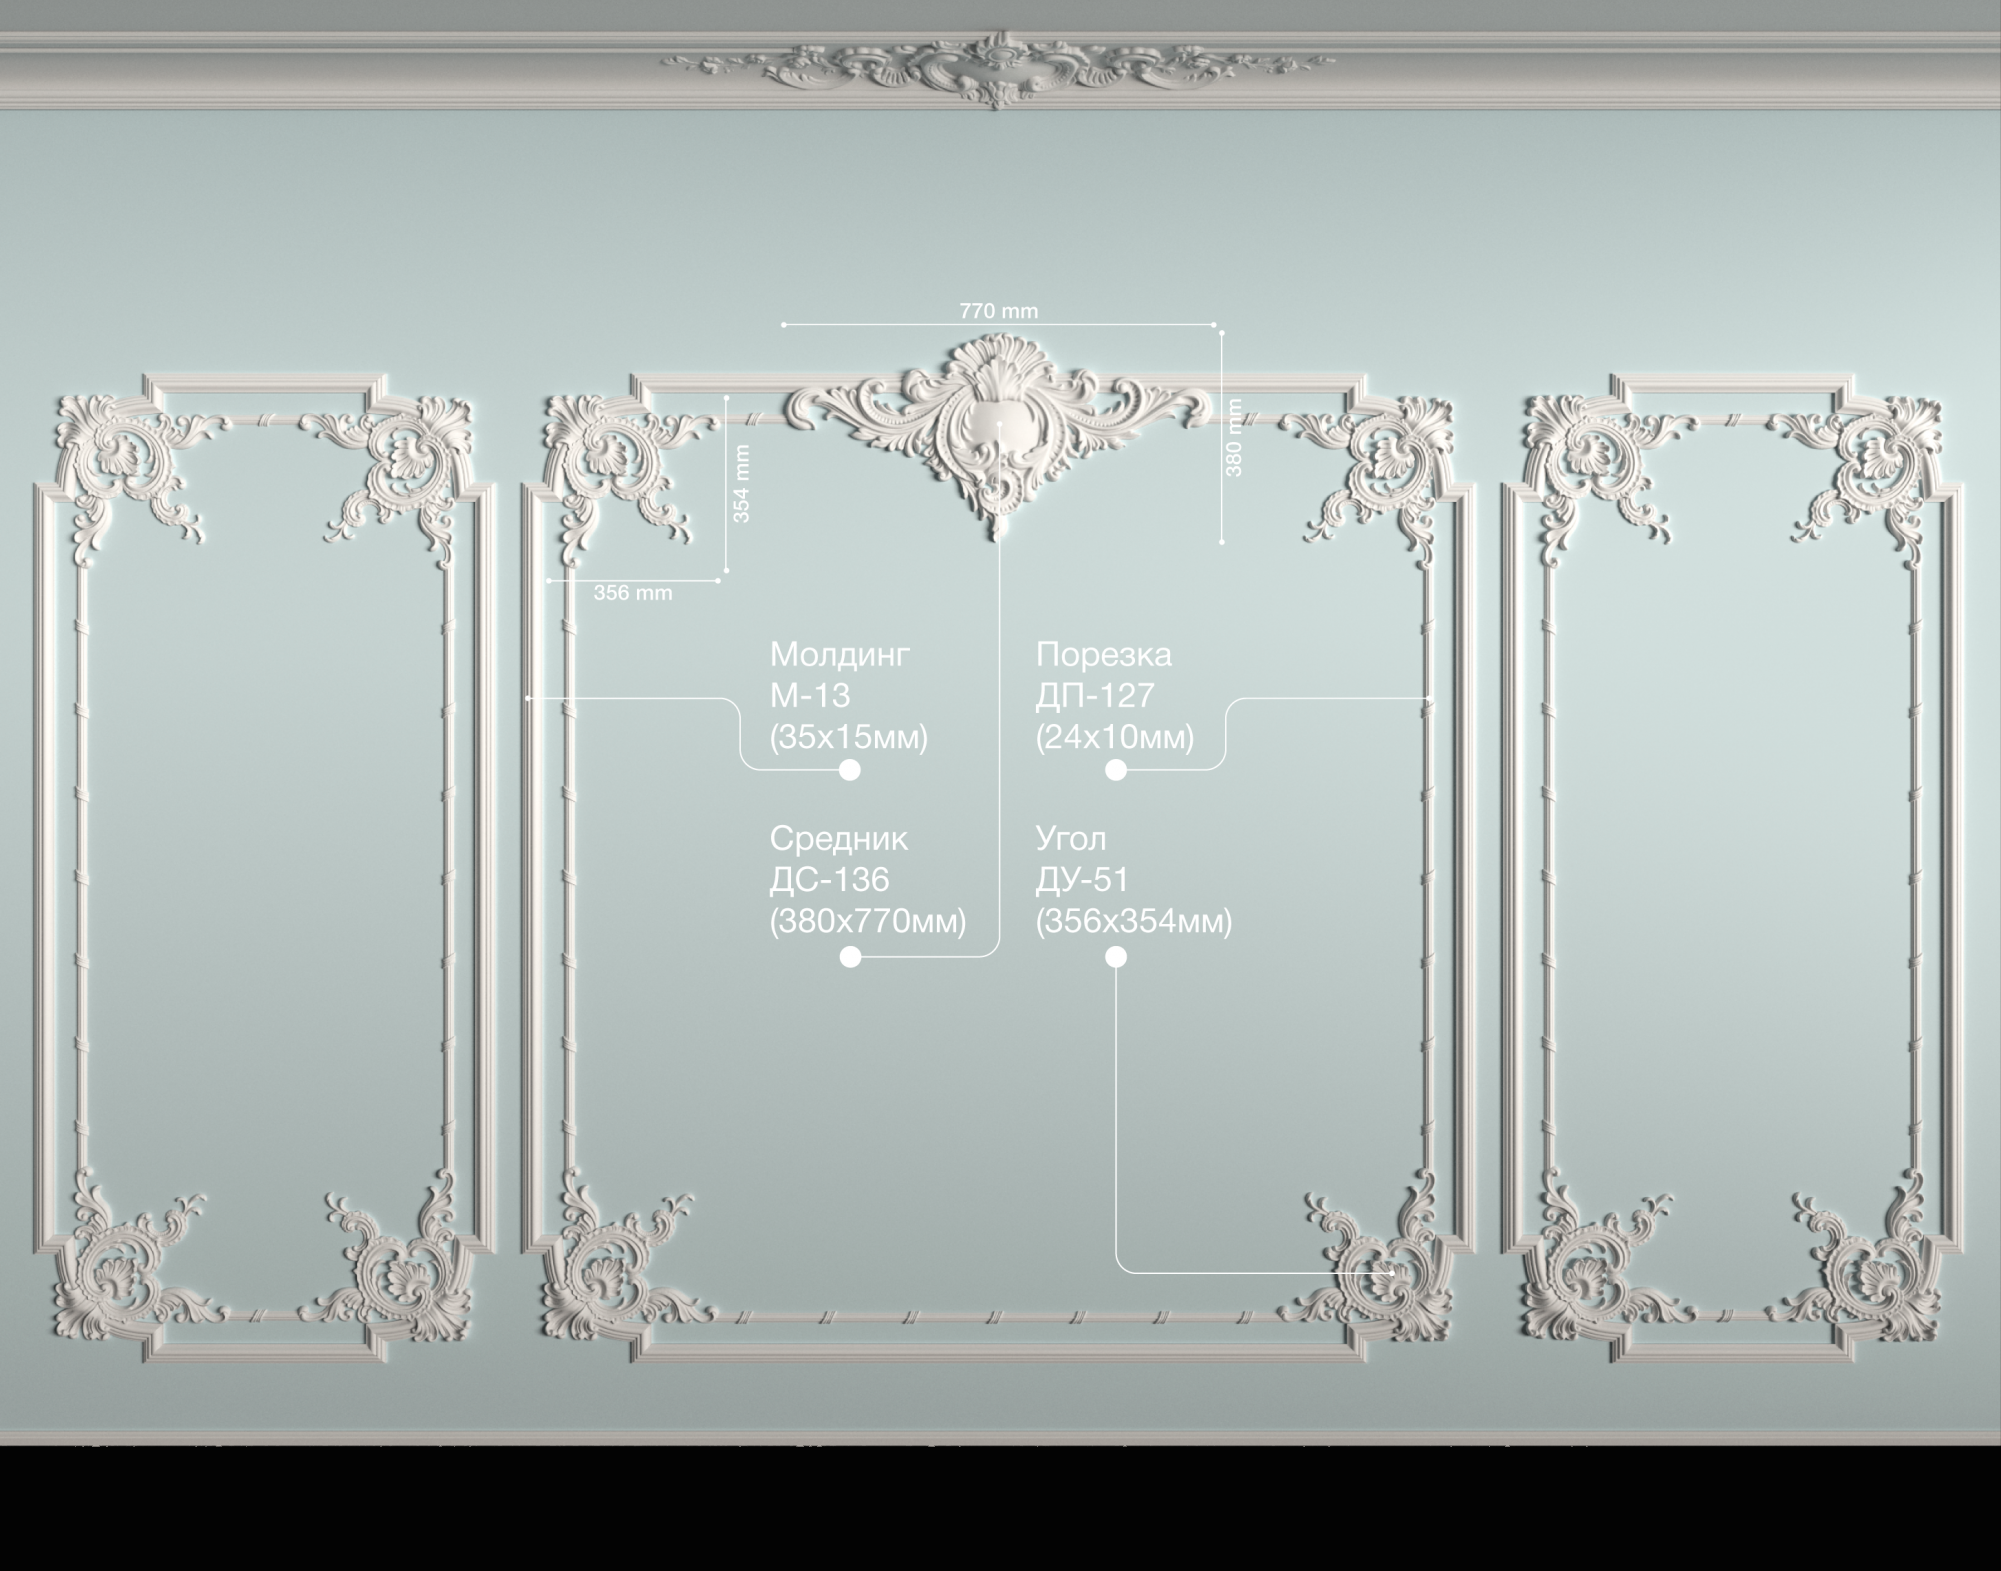 770 mm
380 mm
354 mm
356 mm
Молдинг
М-13
(35х15мм)
Порезка
ДП-127
(24х10мм)
Средник
ДС-136
(380х770мм)
Угол
ДУ-51
(356х354мм)